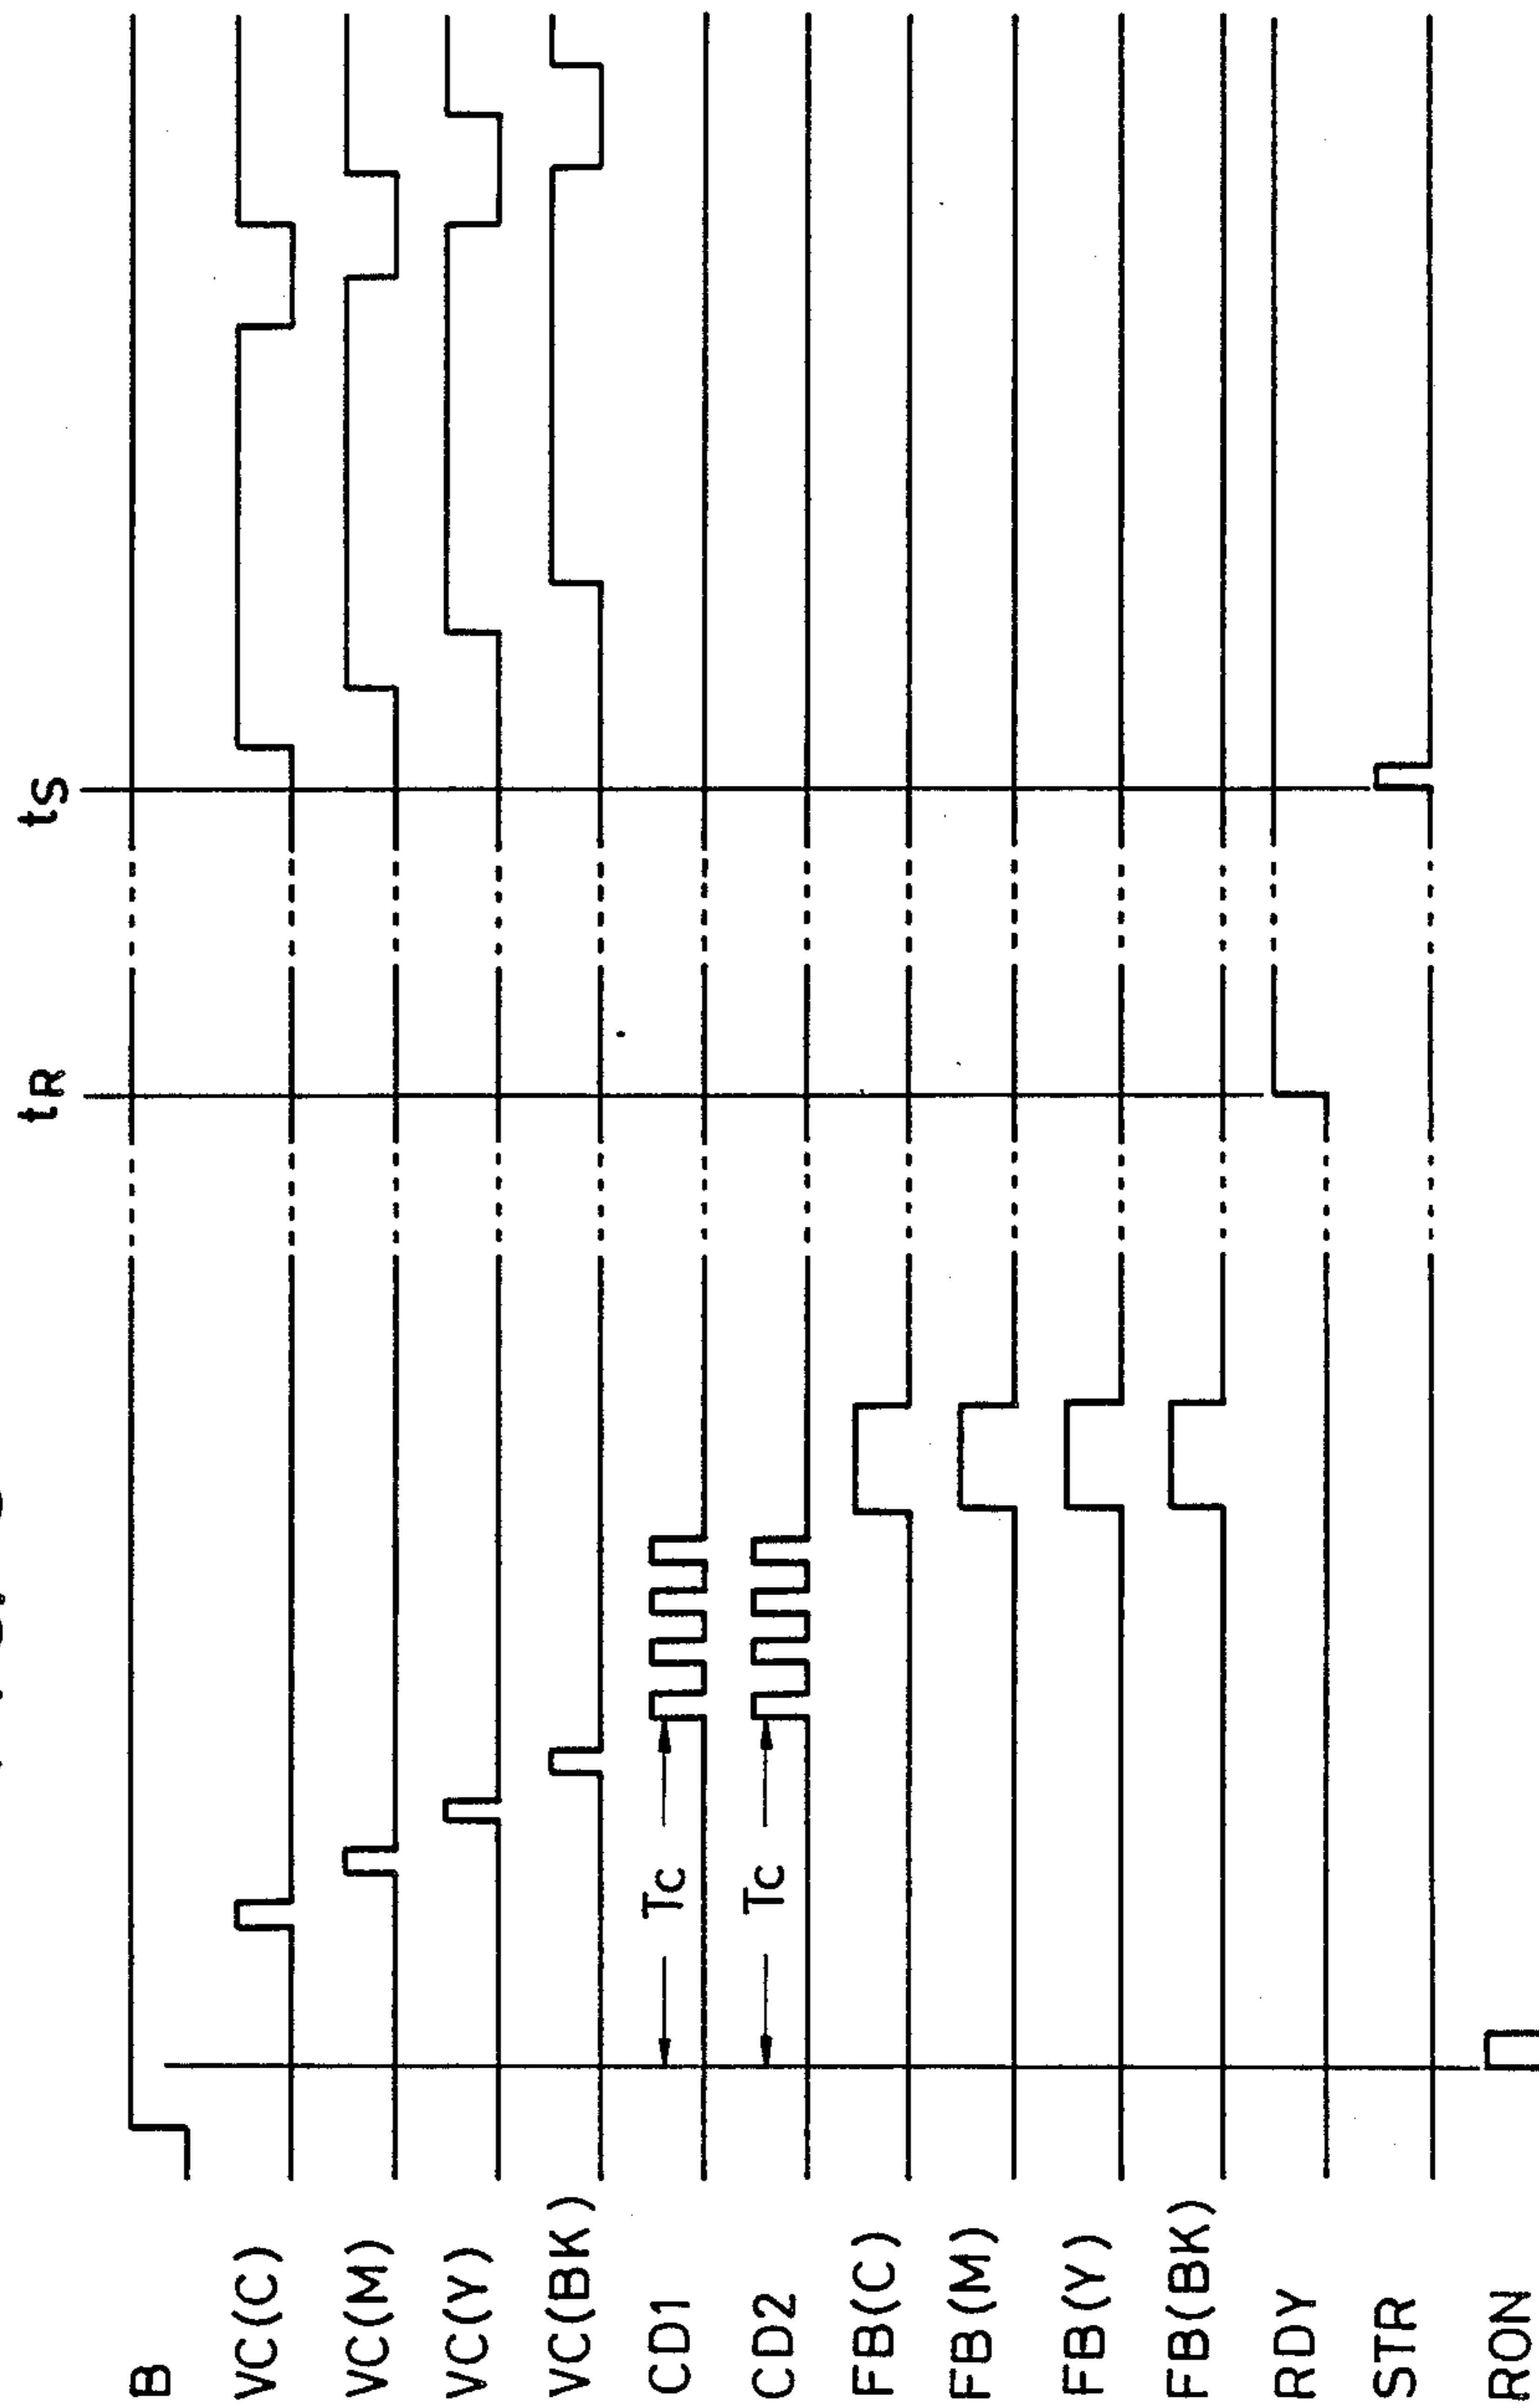 tR
tS
B
VC(C)
VC(M)
VC(Y)
VC(BK)
CD1
Tc
CD2
Tc
FB(C)
FB(M)
FB(Y)
FB(BK)
RDY
STR
RON